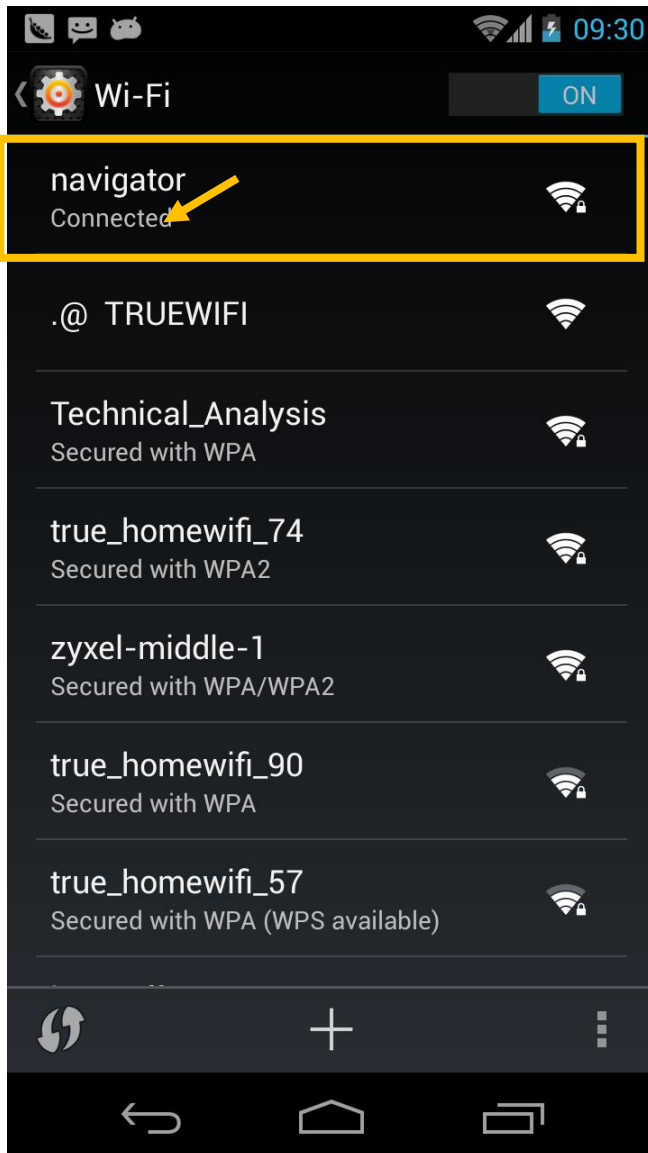 09:30
Wi-Fi
ON
navigator
Connected
.@ TRUEWIFI
Technical_Analysis
Secured with WPA
true_homewifi_74
Secured with WPA2
zyxel-middle-1
Secured with WPA/WPA2
true_homewifi_90
Secured with WPA
true_homewifi_57
Secured with WPA (WPS available)